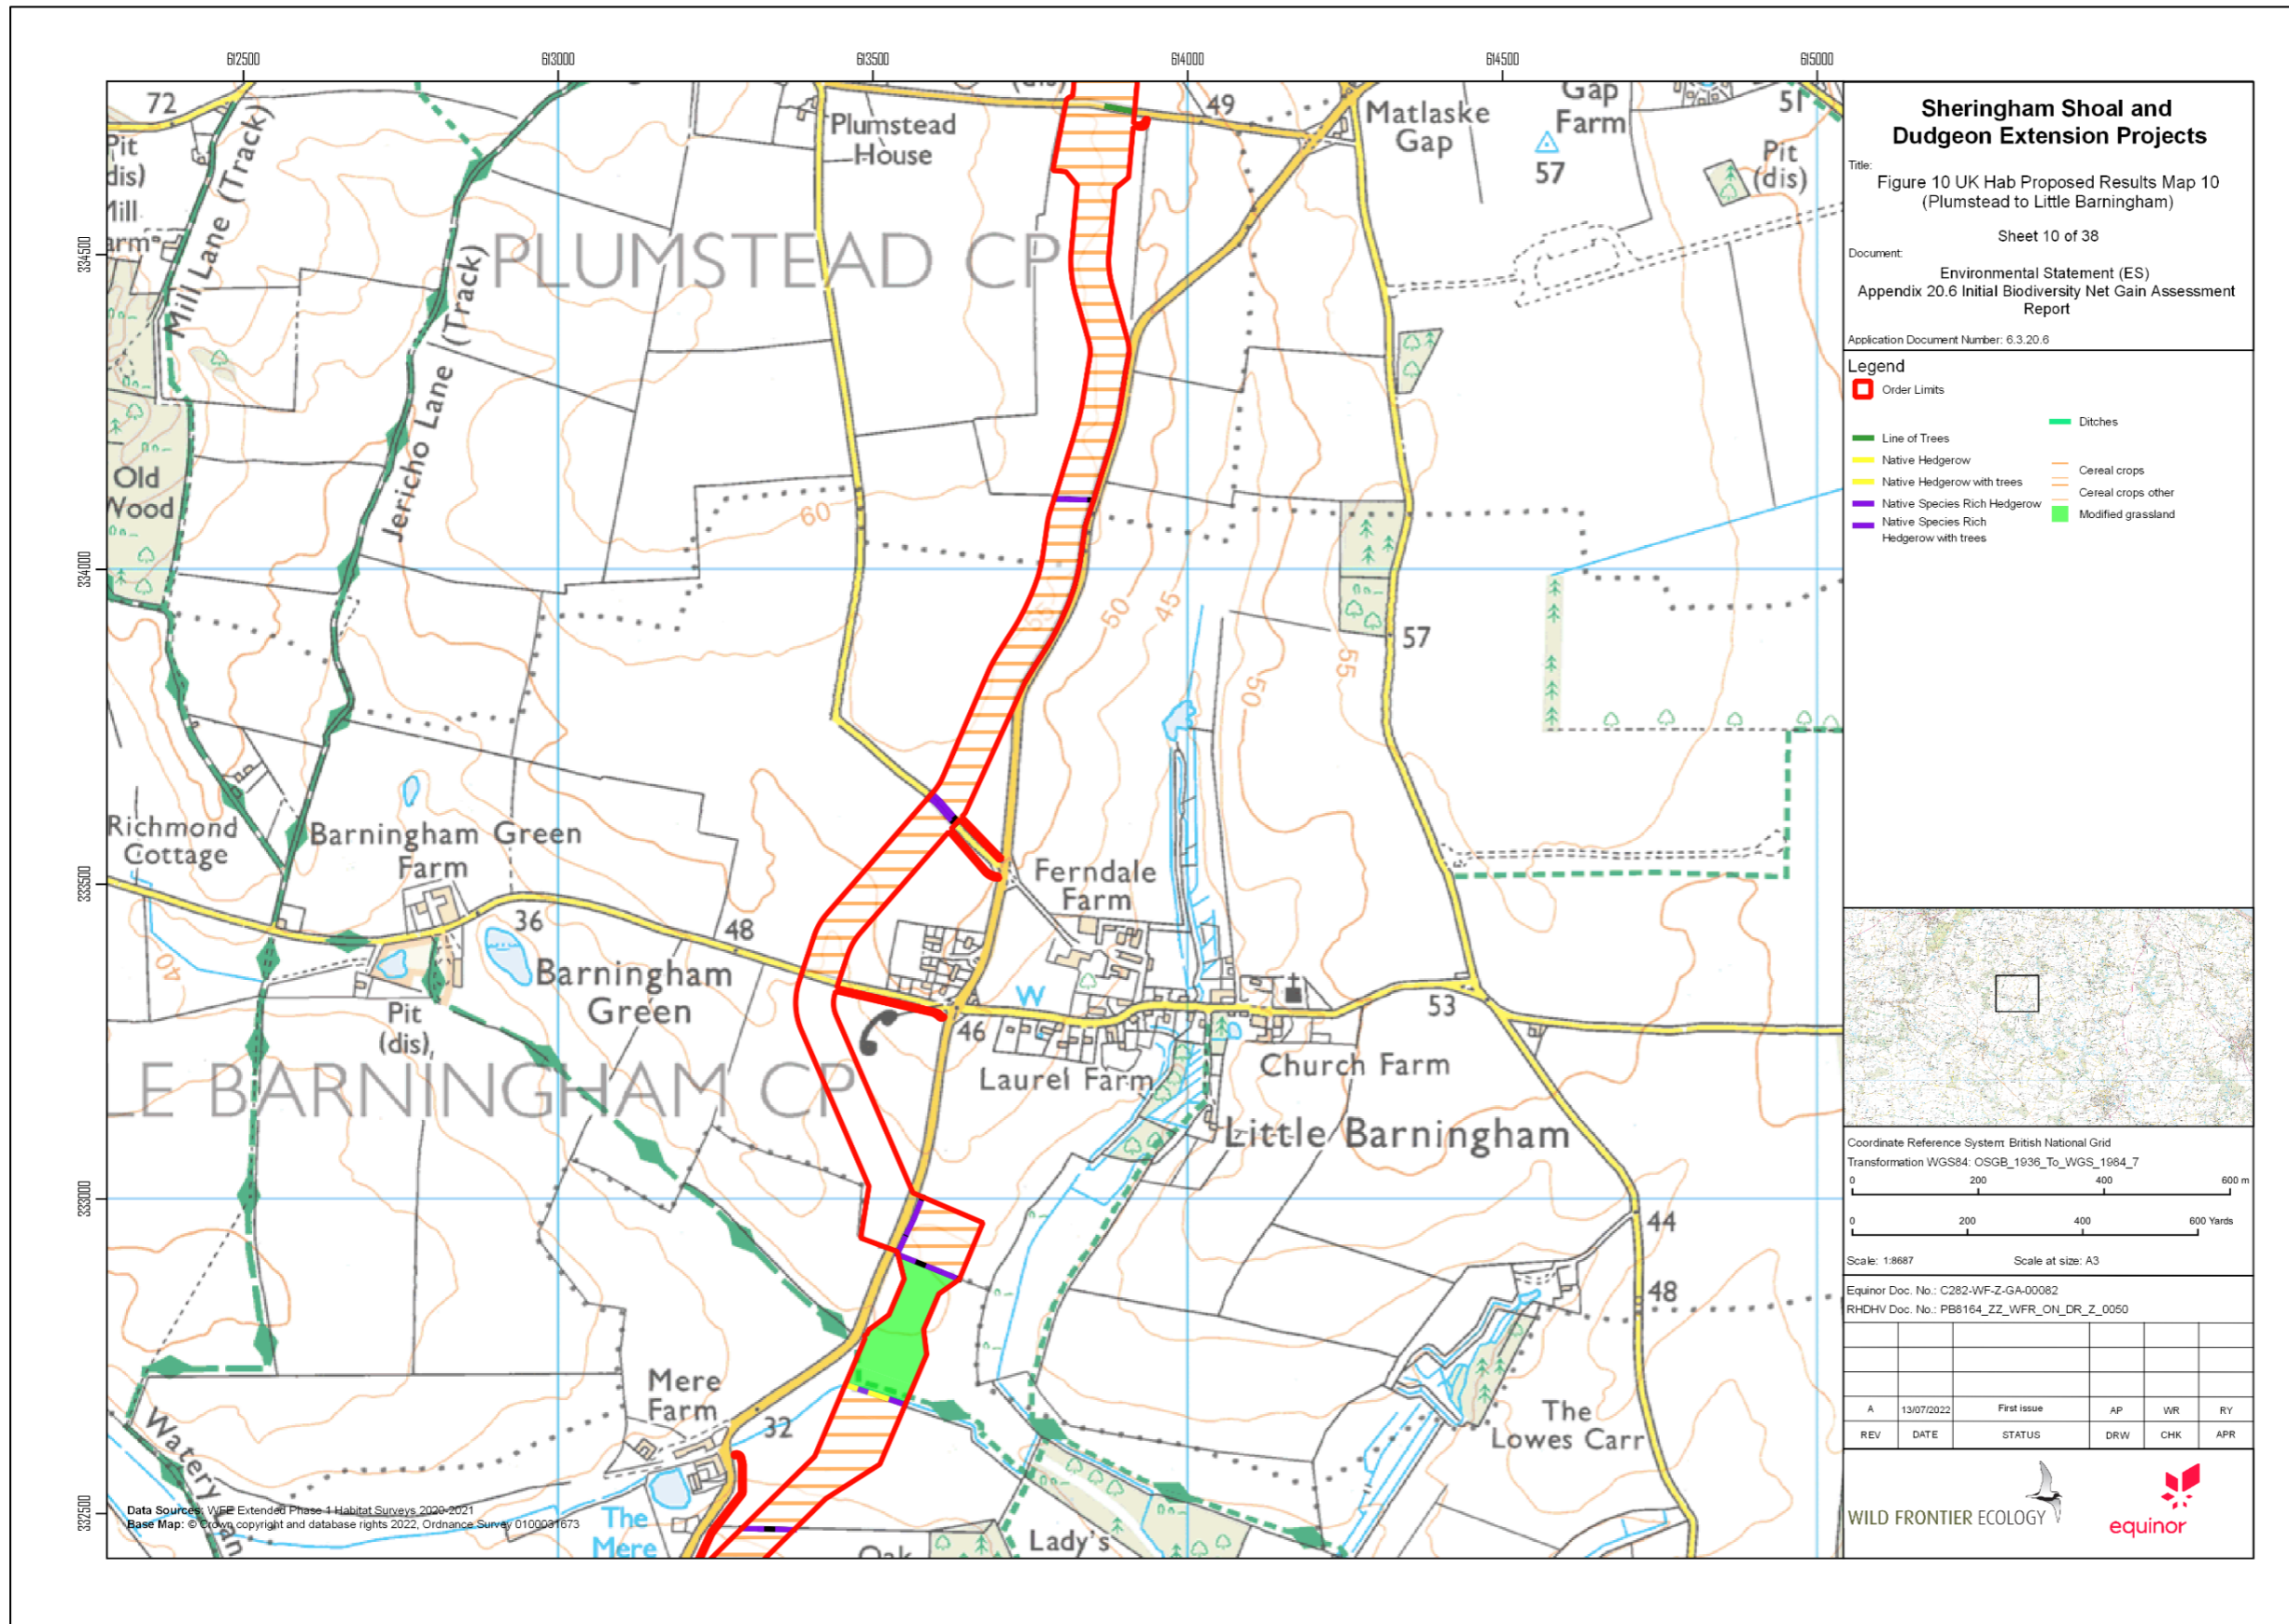 612500 613000 613500 614000 614500 615000
334500
334000
333500
333000
332500
72
Pit
(dis)
Mill Lane (Track)
Jericho Lane (Track)
Plumstead
House
49
Matlaske
Gap
Gap
Farm
57
51
Pit
(dis)
PLUMSTEAD CP
Old
Wood
60
50
45
55
50
55
57
Richmond
Cottage
Barningham Green
Farm
36
48
40
Barningham
Green
Pit
(dis)
Ferndale
Farm
W
46
53
Laurel Farm
Church Farm
E BARNINGHAM CP
Little Barningham
44
48
Mere
Farm
32
The
Lowes Carr
Watery Lan
The
Mere
Oak
Lady's
Data Sources: WFE Extended Phase 1 Habitat Surveys 2020-2021
Base Map: © Crown copyright and database rights 2022, Ordnance Survey 0100031673
Sheringham Shoal and
Dudgeon Extension Projects
Title:
Figure 10 UK Hab Proposed Results Map 10
(Plumstead to Little Barningham)
Sheet 10 of 38
Document:
Environmental Statement (ES)
Appendix 20.6 Initial Biodiversity Net Gain Assessment
Report
Application Document Number: 6.3.20.6
Legend
Order Limits
Line of Trees
Native Hedgerow
Native Hedgerow with trees
Native Species Rich Hedgerow
Native Species Rich
Hedgerow with trees
Ditches
Cereal crops
Cereal crops other
Modified grassland
Coordinate Reference System: British National Grid
Transformation WGS84: OSGB_1936_To_WGS_1984_7
0 200 400 600 m
0 200 400 600 Yards
Scale: 1:8687 Scale at size: A3
Equinor Doc. No.: C282-WF-Z-GA-00082
RHDHV Doc. No.: PB8164_ZZ_WFR_ON_DR_Z_0050
A 13/07/2022 First issue AP WR RY
REV DATE STATUS DRW CHK APR
WILD FRONTIER ECOLOGY
equinor